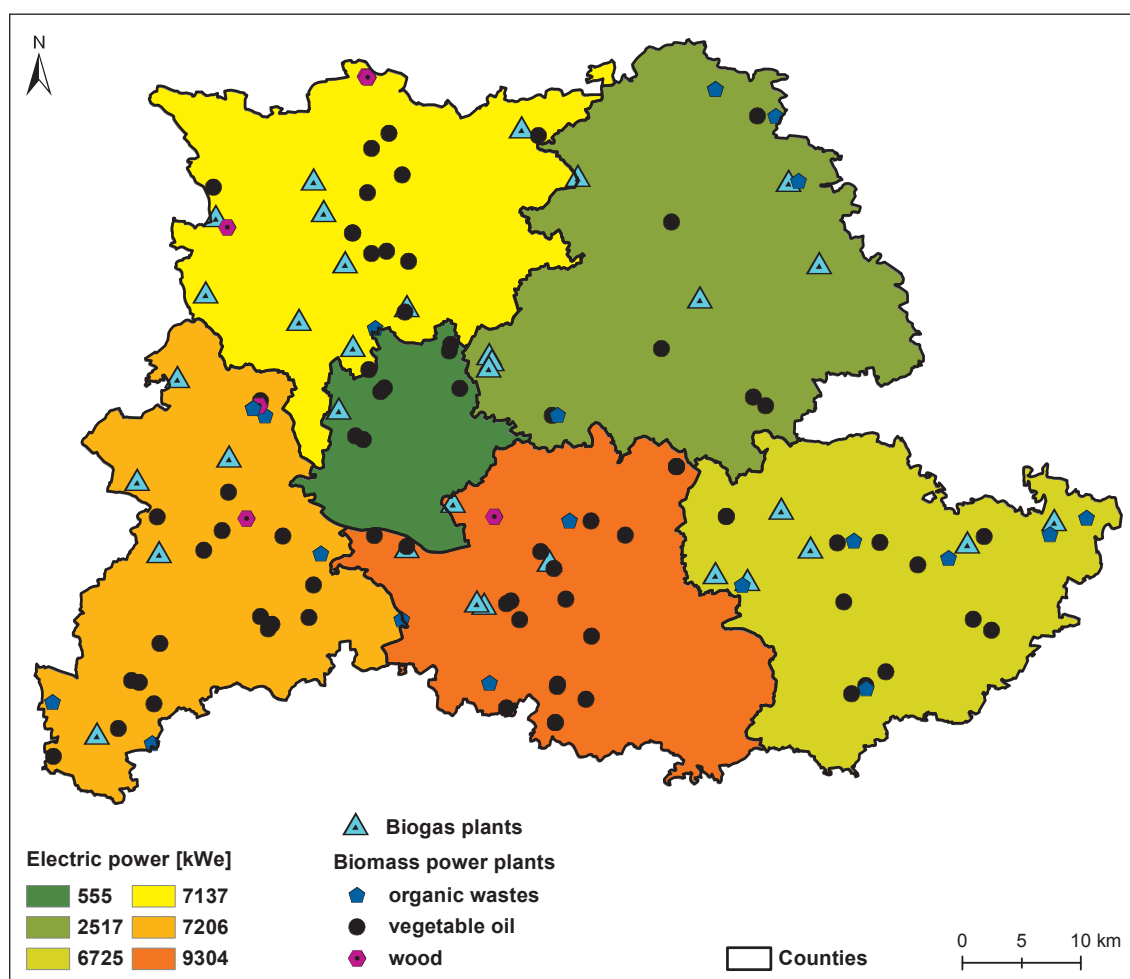 N
Biogas plants
Electric power [kWe]
Biomass power plants
555
7137
organic wastes
2517
7206
vegetable oil
6725
9304
wood
Counties
0 5 10 km